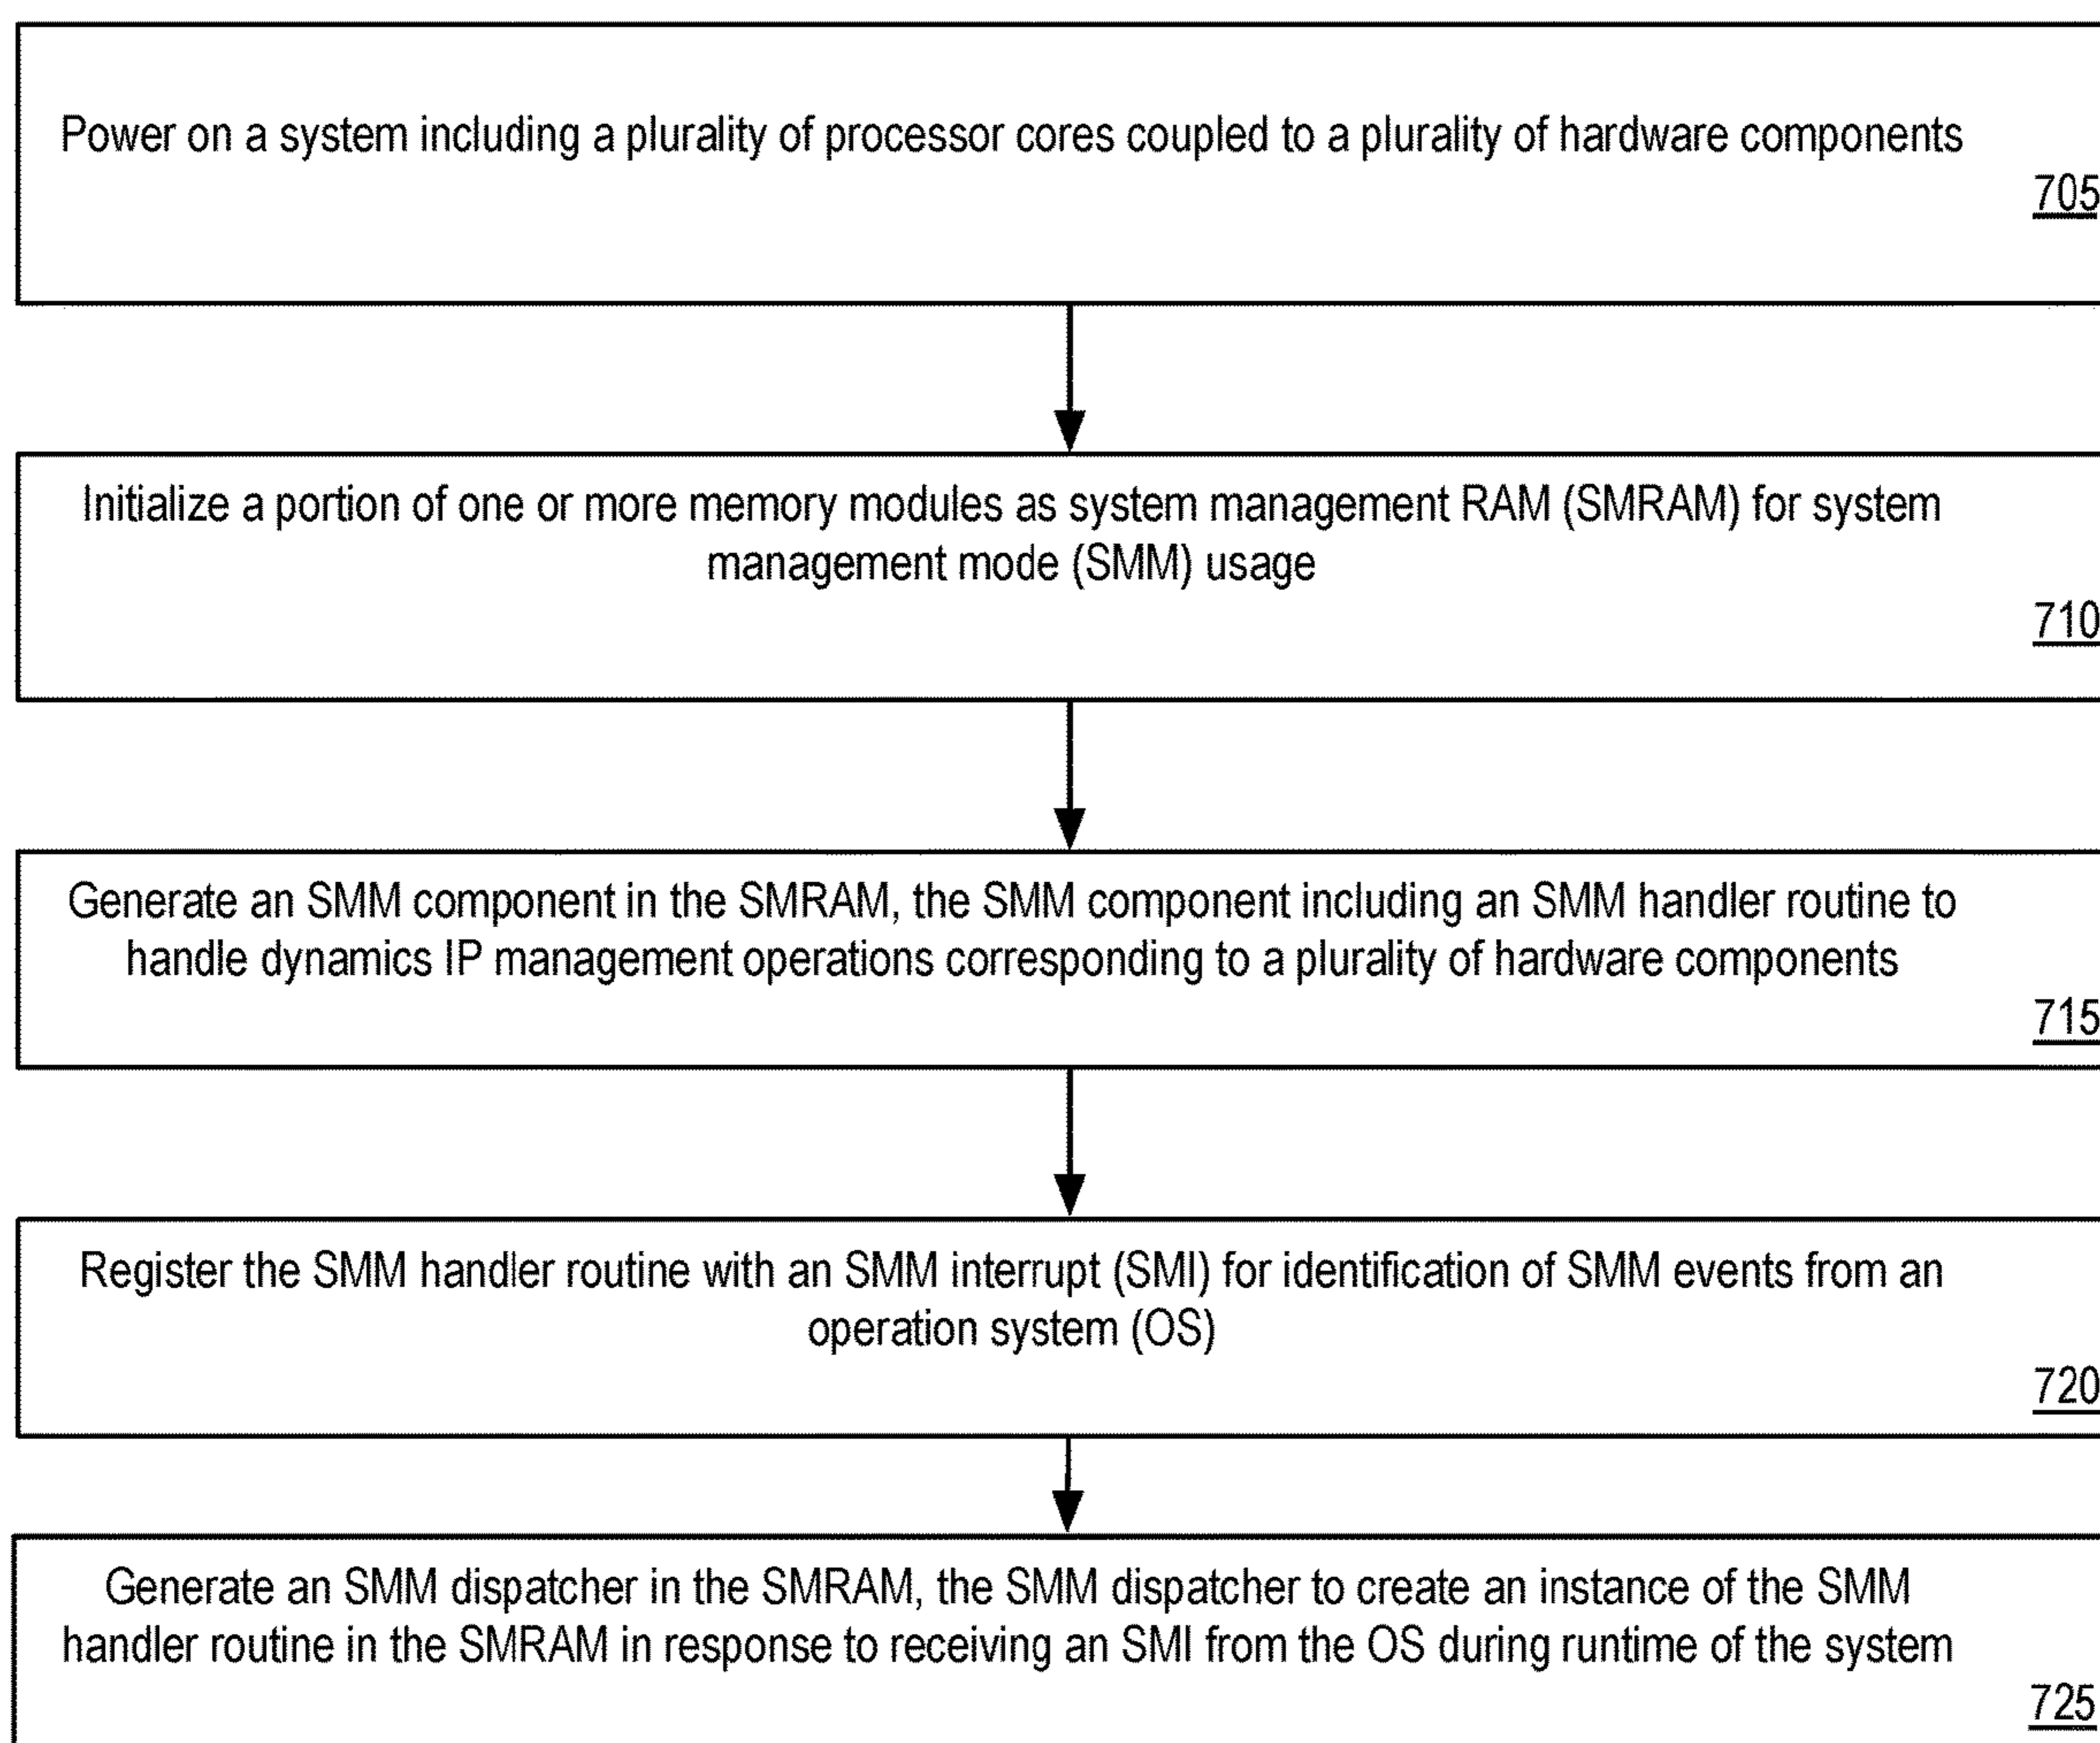 Power on a system including a plurality of processor cores coupled to a plurality of hardware components
705
Initialize a portion of one or more memory modules as system management RAM (SMRAM) for system
management mode (SMM) usage
710
Generate an SMM component in the SMRAM, the SMM component including an SMM handler routine to
handle dynamics IP management operations corresponding to a plurality of hardware components
715
Register the SMM handler routine with an SMM interrupt (SMI) for identification of SMM events from an
operation system (OS)
720
Generate an SMM dispatcher in the SMRAM, the SMM dispatcher to create an instance of the SMM
handler routine in the SMRAM in response to receiving an SMI from the OS during runtime of the system
725